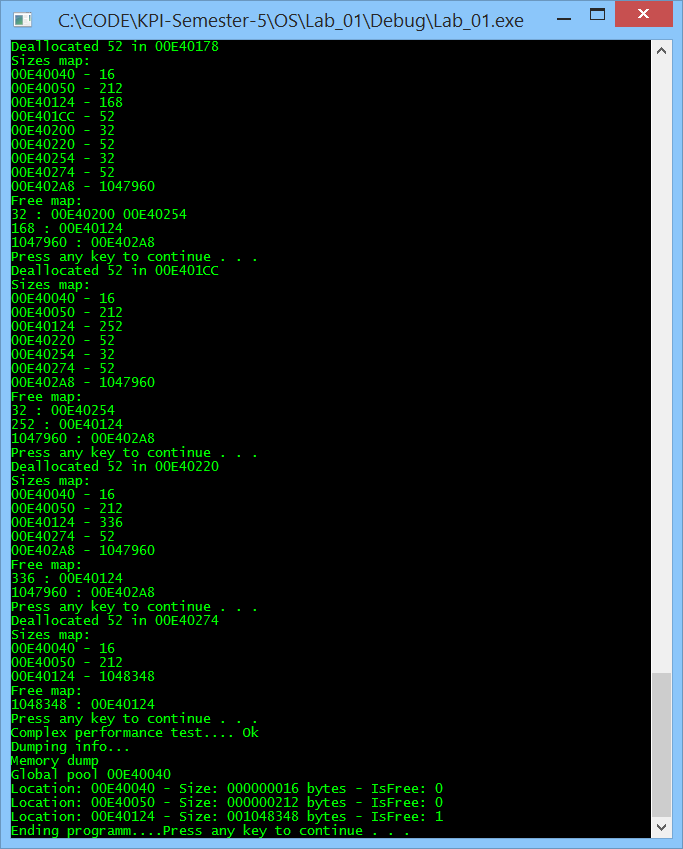 C:\CODE\KPI-Semester-5\OS\Lab_01\Debug\Lab_01.exe
Deallocated 52 in 00E40178
Sizes map:
00E40040 - 16
00E40050 - 212
00E40124 - 168
00E401CC - 52
00E40200 - 32
00E40220 - 52
00E40254 - 32
00E40274 - 52
00E402A8 - 1047960
Free map:
32 : 00E40200 00E40254
168 : 00E40124
1047960 : 00E402A8
Press any key to continue . . .
Deallocated 52 in 00E401CC
Sizes map:
00E40040 - 16
00E40050 - 212
00E40124 - 252
00E40220 - 52
00E40254 - 32
00E40274 - 52
00E402A8 - 1047960
Free map:
32 : 00E40254
252 : 00E40124
1047960 : 00E402A8
Press any key to continue . . .
Deallocated 52 in 00E40220
Sizes map:
00E40040 - 16
00E40050 - 212
00E40124 - 336
00E40274 - 52
00E402A8 - 1047960
Free map:
336 : 00E40124
1047960 : 00E402A8
Press any key to continue . . .
Deallocated 52 in 00E40274
Sizes map:
00E40040 - 16
00E40050 - 212
00E40124 - 1048348
Free map:
1048348 : 00E40124
Press any key to continue . . .
Complex performance test.... Ok
Dumping info...
Memory dump
Global pool 00E40040
Location: 00E40040 - Size: 000000016 bytes - IsFree: 0
Location: 00E40050 - Size: 000000212 bytes - IsFree: 0
Location: 00E40124 - Size: 001048348 bytes - IsFree: 1
Ending programm....Press any key to continue . . .